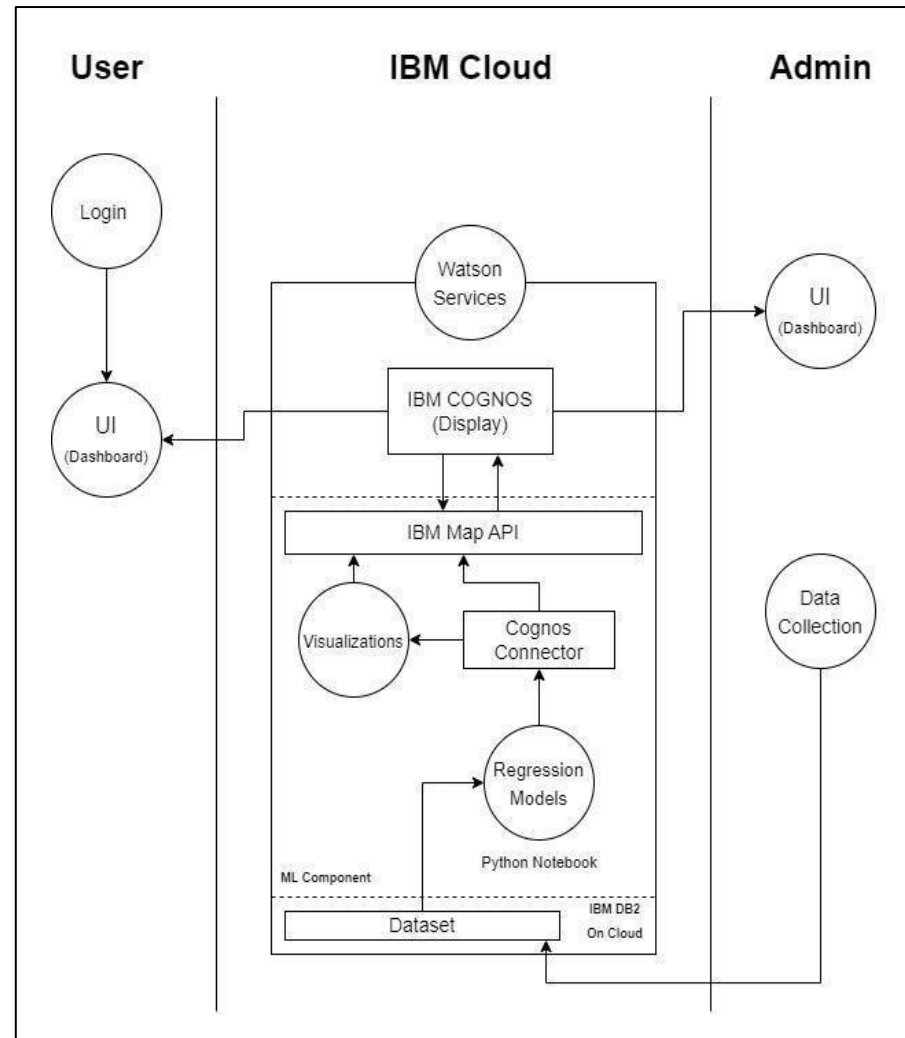 User
IBM Cloud
Admin
Login
Watson
Services
UI
(Dashboard)
IBM COGNOS
(Display)
UI
(Dashboard)
IBM Map API
Data
Collection
Visualizations
Cognos
Connector
Regression
Models
Python Notebook
ML Component
IBM DB2
On Cloud
Dataset